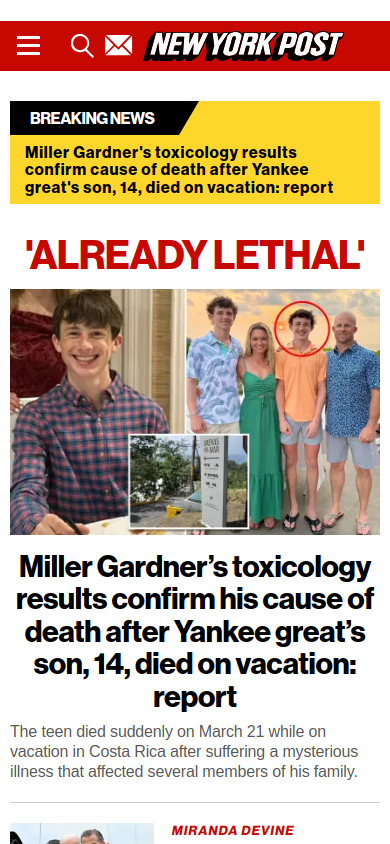 NEW YORK POST
BREAKING NEWS
Miller Gardner's toxicology results
confirm cause of death after Yankee
great's son, 14, died on vacation: report
'ALREADY LETHAL'
Miller Gardner’s toxicology
results confirm his cause of
death after Yankee great’s
son, 14, died on vacation:
report
The teen died suddenly on March 21 while on
vacation in Costa Rica after suffering a mysterious
illness that affected several members of his family.
MIRANDA DEVINE